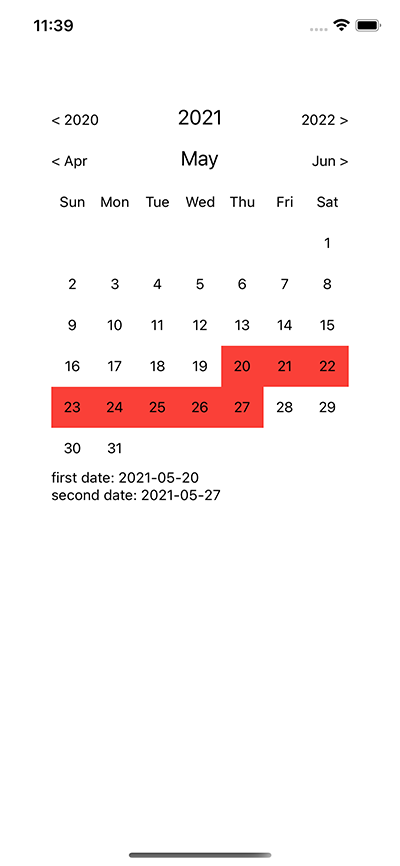 11:39
< 2020 2021 2022 >
< Apr May Jun >
Sun Mon Tue Wed Thu Fri Sat
1
2 3 4 5 6 7 8
9 10 11 12 13 14 15
16 17 18 19 20 21 22
23 24 25 26 27 28 29
30 31
first date: 2021-05-20
second date: 2021-05-27